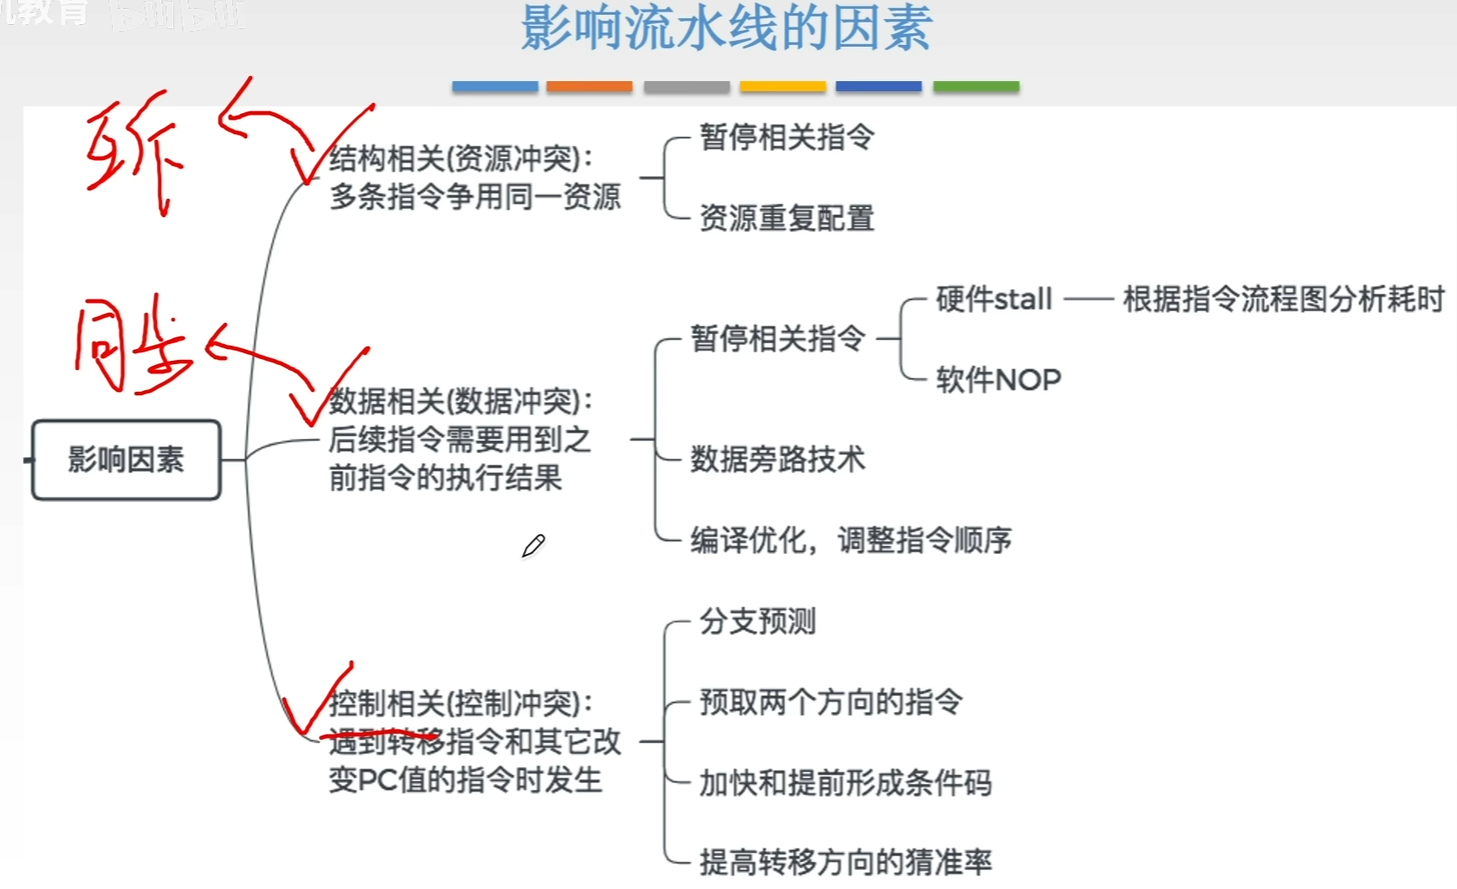 机教育 bilibili
影响流水线的因素
互斥
结构相关(资源冲突)：
多条指令争用同一资源
暂停相关指令
资源重复配置
同步
数据相关(数据冲突)：
后续指令需要用到之
前指令的执行结果
暂停相关指令
硬件stall
根据指令流程图分析耗时
软件NOP
数据旁路技术
编译优化，调整指令顺序
影响因素
控制相关(控制冲突)：
遇到转移指令和其它改
变PC值的指令时发生
分支预测
预取两个方向的指令
加快和提前形成条件码
提高转移方向的猜准率